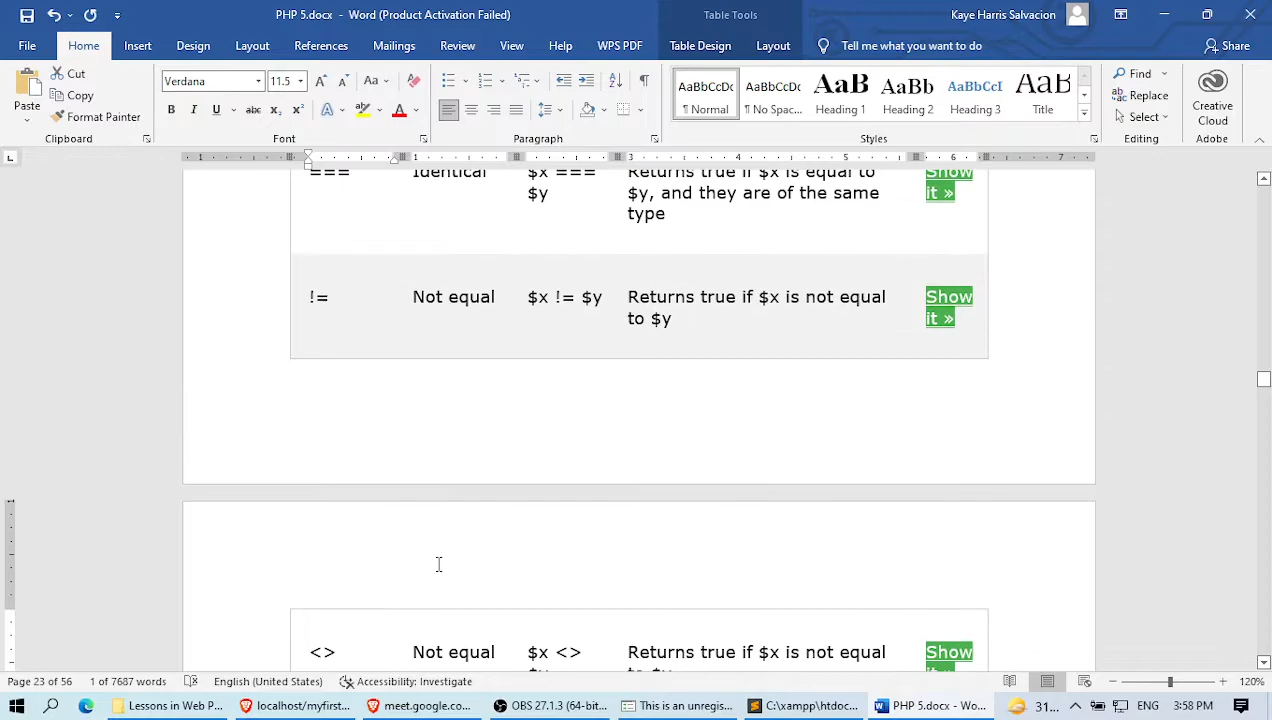 PHP 5.docx - Word (Product Activation Failed)
Table Tools
Kaye Harris Salvacion
File Home Insert Design Layout References Mailings Review View Help WPS PDF Table Design Layout Tell me what you want to do Share
Paste
Cut
Copy
Format Painter
Clipboard
Verdana 11.5
Font
Paragraph
AaBbCcDc AaBbCcDc AaB AaBb AaBbCcI AaB
¶ Normal ¶ No Spac... Heading 1 Heading 2 Heading 3 Title
Styles
Find
Replace
Select
Editing
Creative
Cloud
=== Identical $x === Returns true if $x is equal to Show
$y $y, and they are of the same it »
type
!= Not equal $x != $y Returns true if $x is not equal Show
to $y it »
<> Not equal $x <> Returns true if $x is not equal Show
Page 23 of 56 1 of 7687 words English (United States) Accessibility: Investigate 120%
Lessons in Web P... localhost/myfirst... meet.google.co... OBS 27.1.3 (64-bit... This is an unregis... C:\xampp\htdoc... PHP 5.docx - Wo... 31... ENG 3:58 PM